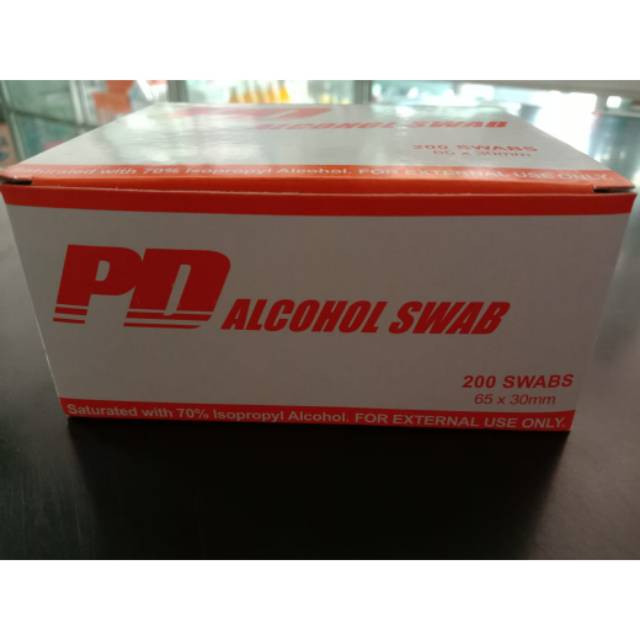 PD ALCOHOL SWAB
200 SWABS
65 x 30mm
Saturated with 70% Isopropyl Alcohol. FOR EXTERNAL USE ONLY.
PD ALCOHOL SWAB
200 SWABS
65 x 30mm
Saturated with 70% Isopropyl Alcohol. FOR EXTERNAL USE ONLY.